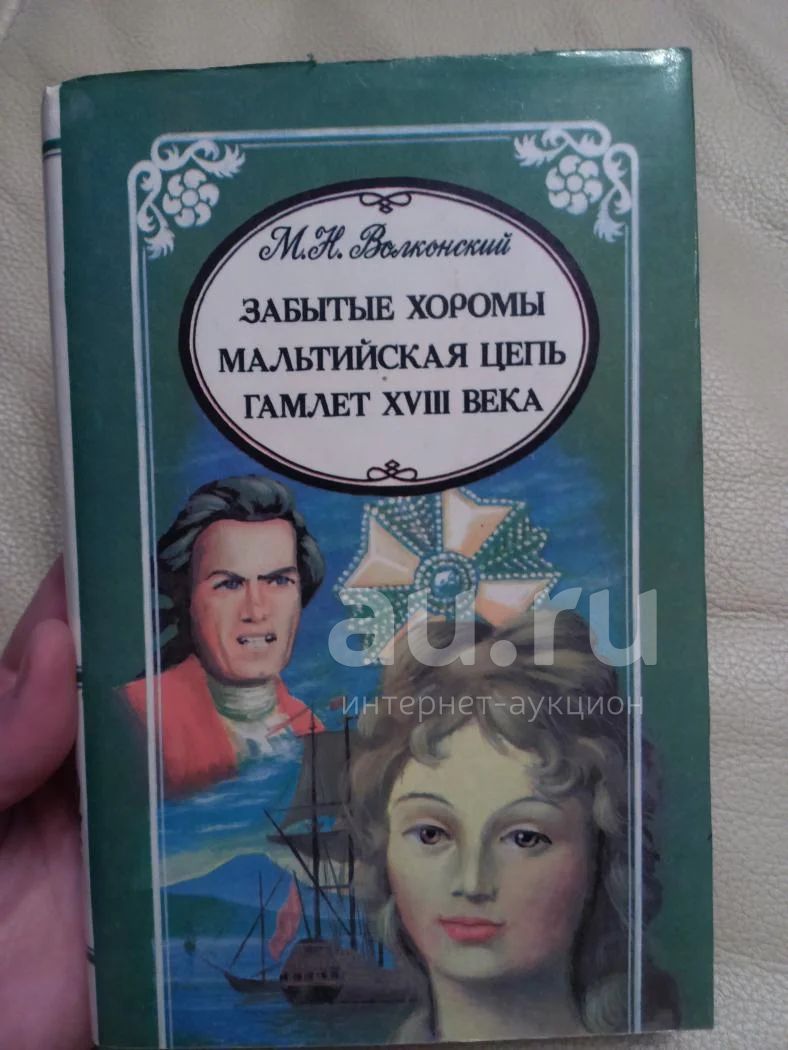 М.Н. Волконский
ЗАБЫТЫЕ ХОРОМЫ
МАЛЬТИЙСКАЯ ЦЕПЬ
ГАМЛЕТ XVIII ВЕКА
au.ru
интернет-аукцион